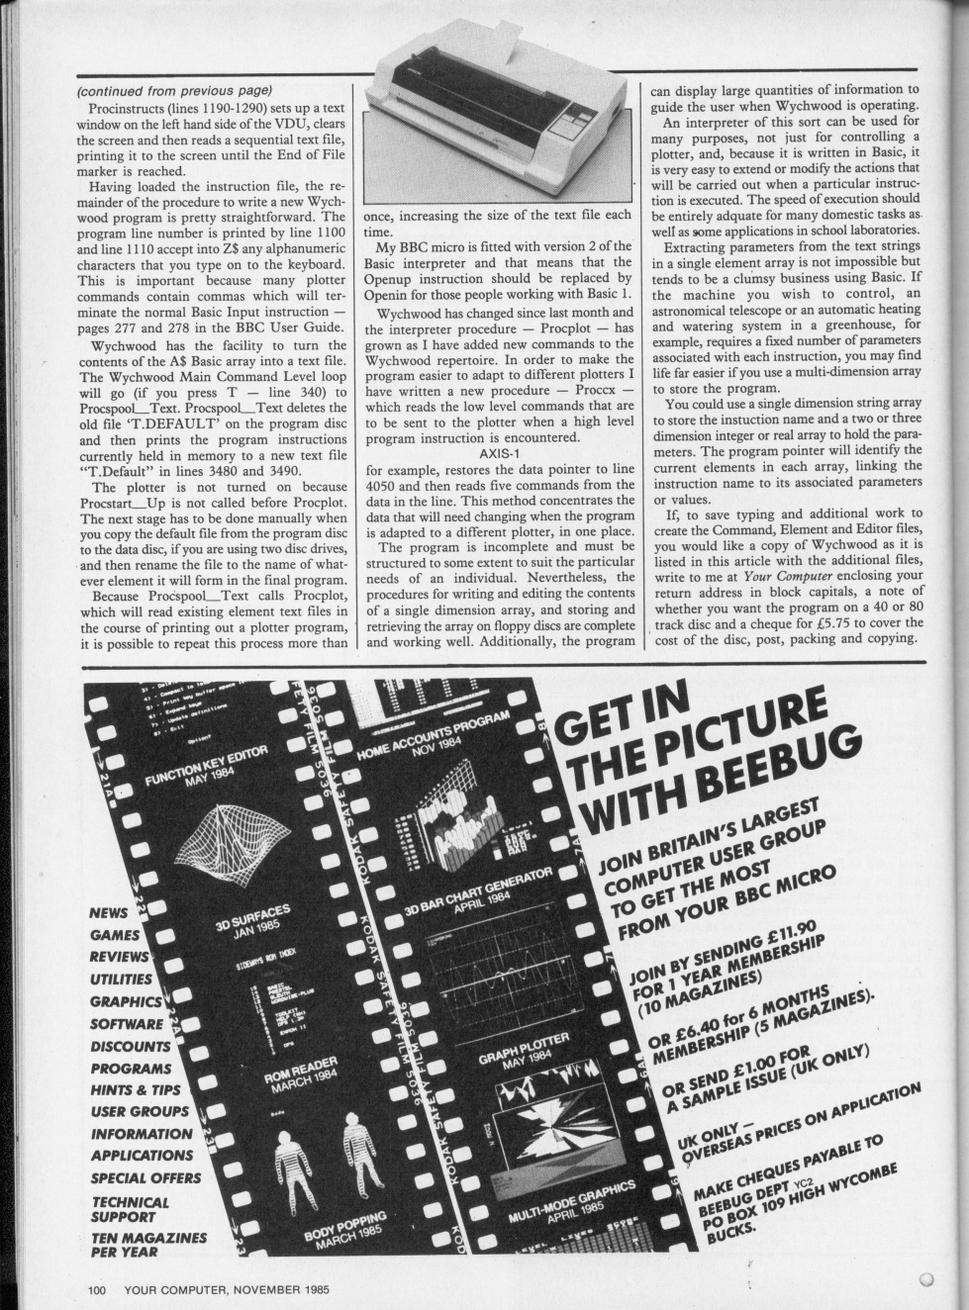 (continued from previous page)
Procinstructs (lines 1190-1290) sets up a text
window on the left hand side of the VDU, clears
the screen and then reads a sequential text file,
printing it to the screen until the End of File
marker is reached.
Having loaded the instruction file, the re-
mainder of the procedure to write a new Wych-
wood program is pretty straightforward. The
program line number is printed by line 1100
and line 1110 accept into Z$ any alphanumeric
characters that you type on to the keyboard.
This is important because many plotter
commands contain commas which will ter-
minate the normal Basic Input instruction —
pages 277 and 278 in the BBC User Guide.
Wychwood has the facility to turn the
contents of the A$ Basic array into a text file.
The Wychwood Main Command Level loop
will go (if you press T — line 340) to
Procspool__Text. Procspool__Text deletes the
old file ‘T.DEFAULT’ on the program disc
and then prints the program instructions
currently held in memory to a new text file
“T.Default” in lines 3480 and 3490.
The plotter is not turned on because
Procstart__Up is not called before Procplot.
The next stage has to be done manually when
you copy the default file from the program disc
to the data disc, if you are using two disc drives,
and then rename the file to the name of what-
ever element it will form in the final program.
Because Procspool__Text calls Procplot,
which will read existing element text files in
the course of printing out a plotter program,
it is possible to repeat this process more than
once, increasing the size of the text file each
time.
My BBC micro is fitted with version 2 of the
Basic interpreter and that means that the
Openup instruction should be replaced by
Openin for those people working with Basic 1.
Wychwood has changed since last month and
the interpreter procedure — Procplot — has
grown as I have added new commands to the
Wychwood repertoire. In order to make the
program easier to adapt to different plotters I
have written a new procedure — Proccx —
which reads the low level commands that are
to be sent to the plotter when a high level
program instruction is encountered.
AXIS-1
for example, restores the data pointer to line
4050 and then reads five commands from the
data in the line. This method concentrates the
data that will need changing when the program
is adapted to a different plotter, in one place.
The program is incomplete and must be
structured to some extent to suit the particular
needs of an individual. Nevertheless, the
procedures for writing and editing the contents
of a single dimension array, and storing and
retrieving the array on floppy discs are complete
and working well. Additionally, the program
can display large quantities of information to
guide the user when Wychwood is operating.
An interpreter of this sort can be used for
many purposes, not just for controlling a
plotter, and, because it is written in Basic, it
is very easy to extend or modify the actions that
will be carried out when a particular instruc-
tion is executed. The speed of execution should
be entirely adquate for many domestic tasks as
well as some applications in school laboratories.
Extracting parameters from the text strings
in a single element array is not impossible but
tends to be a clumsy business using Basic. If
the machine you wish to control, an
astronomical telescope or an automatic heating
and watering system in a greenhouse, for
example, requires a fixed number of parameters
associated with each instruction, you may find
life far easier if you use a multi-dimension array
to store the program.
You could use a single dimension string array
to store the instuction name and a two or three
dimension integer or real array to hold the para-
meters. The program pointer will identify the
current elements in each array, linking the
instruction name to its associated parameters
or values.
If, to save typing and additional work to
create the Command, Element and Editor files,
you would like a copy of Wychwood as it is
listed in this article with the additional files,
write to me at Your Computer enclosing your
return address in block capitals, a note of
whether you want the program on a 40 or 80
track disc and a cheque for £5.75 to cover the
cost of the disc, post, packing and copying.
NEWS
GAMES
REVIEWS
UTILITIES
GRAPHICS
SOFTWARE
DISCOUNTS
PROGRAMS
HINTS & TIPS
USER GROUPS
INFORMATION
APPLICATIONS
SPECIAL OFFERS
TECHNICAL
SUPPORT
TEN MAGAZINES
PER YEAR
Option?
FUNCTION KEY EDITOR
MAY 1984
3D SURFACES
JAN 1985
SIDEWAYS ROM INDEX
ROM READER
MARCH 1984
BODY POPPING
MARCH 1985
KODAK SAFETY FILM 5036
KODAK SAFETY FILM 5036
HOME ACCOUNTS PROGRAM
NOV 1984
3D BAR CHART GENERATOR
APRIL 1984
GRAPH PLOTTER
MAY 1984
MULTI-MODE GRAPHICS
APRIL 1985
GET IN
THE PICTURE
WITH BEEBUG
JOIN BRITAIN’S LARGEST
COMPUTER USER GROUP
TO GET THE MOST
FROM YOUR BBC MICRO
JOIN BY SENDING £11.90
FOR 1 YEAR MEMBERSHIP
(10 MAGAZINES)
OR £6.40 for 6 MONTHS
MEMBERSHIP (5 MAGAZINES).
OR SEND £1.00 FOR
A SAMPLE ISSUE (UK ONLY)
UK ONLY —
OVERSEAS PRICES ON APPLICATION
MAKE CHEQUES PAYABLE TO
BEEBUG DEPT YC2
PO BOX 109 HIGH WYCOMBE
BUCKS.
100 YOUR COMPUTER, NOVEMBER 1985